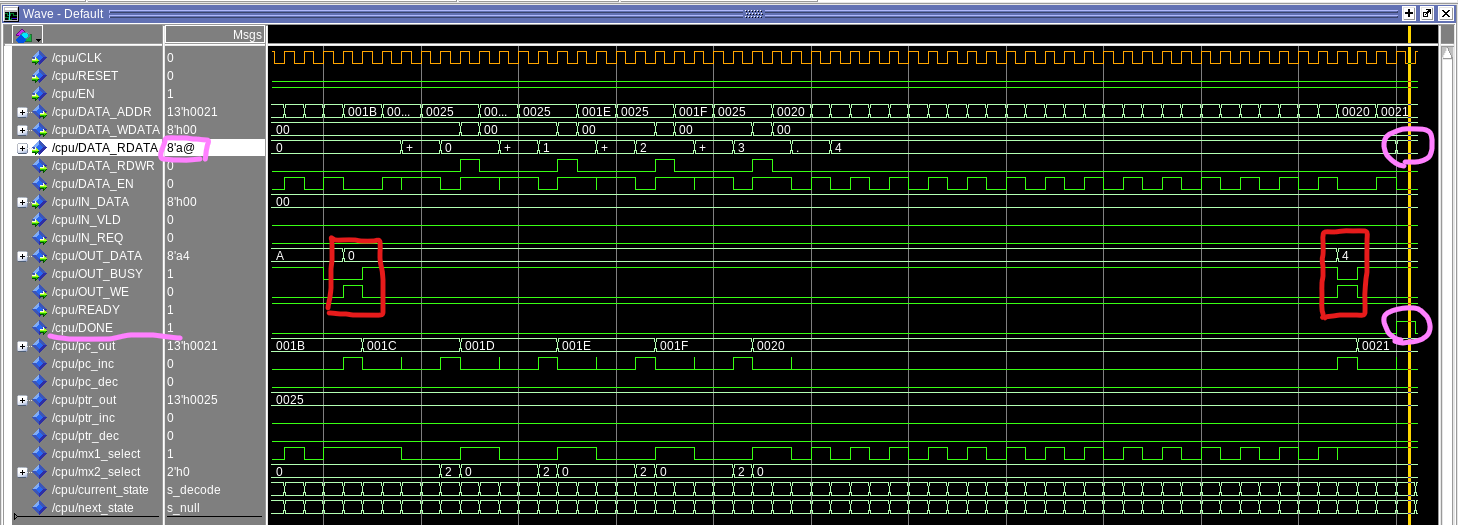 Wave - Default
Msgs
/cpu/CLK 0
/cpu/RESET 0
/cpu/EN 1
/cpu/DATA_ADDR 13'h0021 001B 00... 0025 00... 0025 001E 0025 001F 0025 0020 0020 0021
/cpu/DATA_WDATA 8'h00 00 00 00 00 00
/cpu/DATA_RDATA 8'a@ 0 + 0 + 1 + 2 + 3 . 4
/cpu/DATA_RDWR 0
/cpu/DATA_EN 0
/cpu/IN_DATA 8'h00 00
/cpu/IN_VLD 0
/cpu/IN_REQ 0
/cpu/OUT_DATA 8'a4 A 0 4
/cpu/OUT_BUSY 1
/cpu/OUT_WE 0
/cpu/READY 1
/cpu/DONE 1
/cpu/pc_out 13'h0021 001B 001C 001D 001E 001F 0020 0021
/cpu/pc_inc 0
/cpu/pc_dec 0
/cpu/ptr_out 13'h0025 0025
/cpu/ptr_inc 0
/cpu/ptr_dec 0
/cpu/mx1_select 1
/cpu/mx2_select 2'h0 0 2 0 2 0 2 0 2 0
/cpu/current_state s_decode
/cpu/next_state s_null